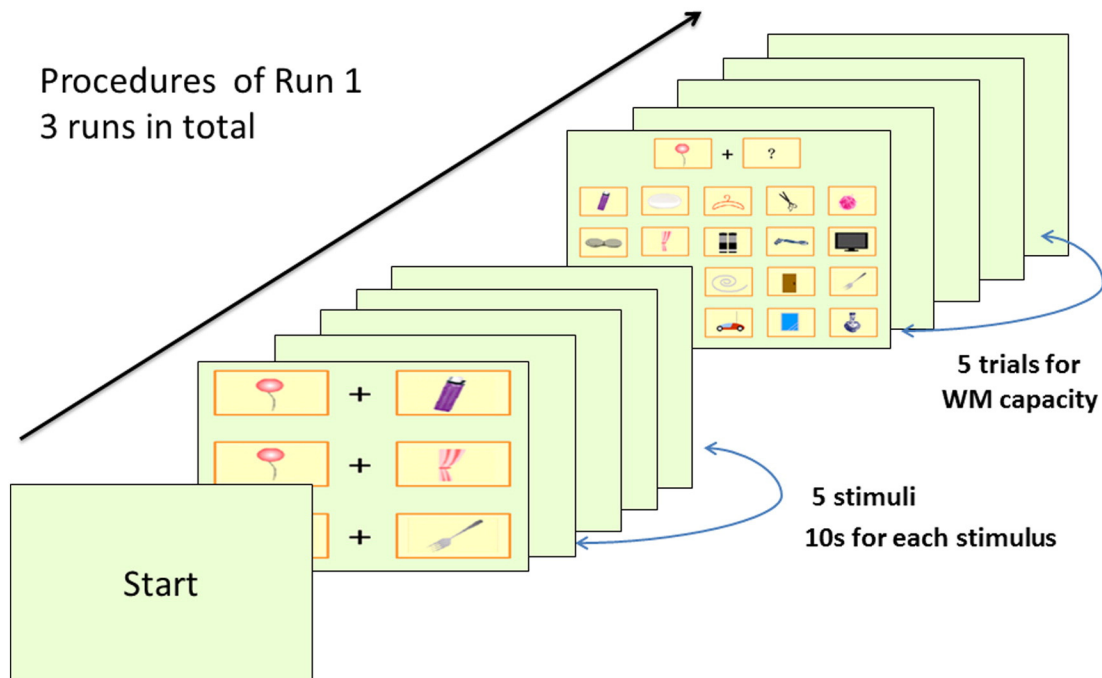 Procedures of Run 1
3 runs in total
+ ?
+
+
+
Start
5 trials for
WM capacity
5 stimuli
10s for each stimulus